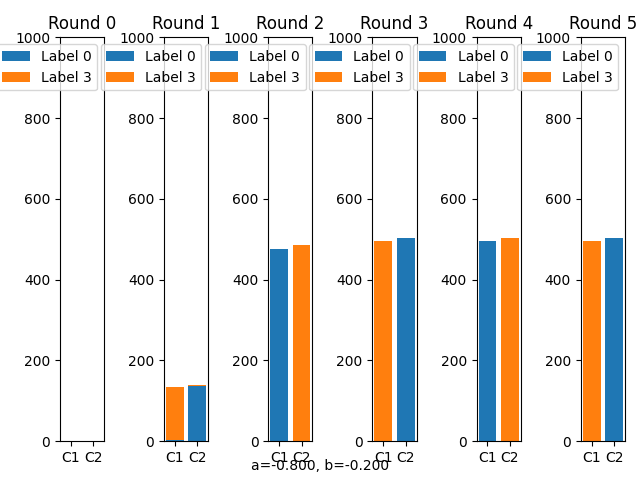 Round 0 Round 1 Round 2 Round 3 Round 4 Round 5
1000 1000 1000 1000 1000 1000
Label 0 Label 0 Label 0 Label 0 Label 0 Label 0
Label 3 Label 3 Label 3 Label 3 Label 3 Label 3
800 800 800 800 800 800
600 600 600 600 600 600
400 400 400 400 400 400
200 200 200 200 200 200
0 0 0 0 0 0
C1 C2 C1 C2 C1 C2 C1 C2 C1 C2 C1 C2
a=-0.800, b=-0.200